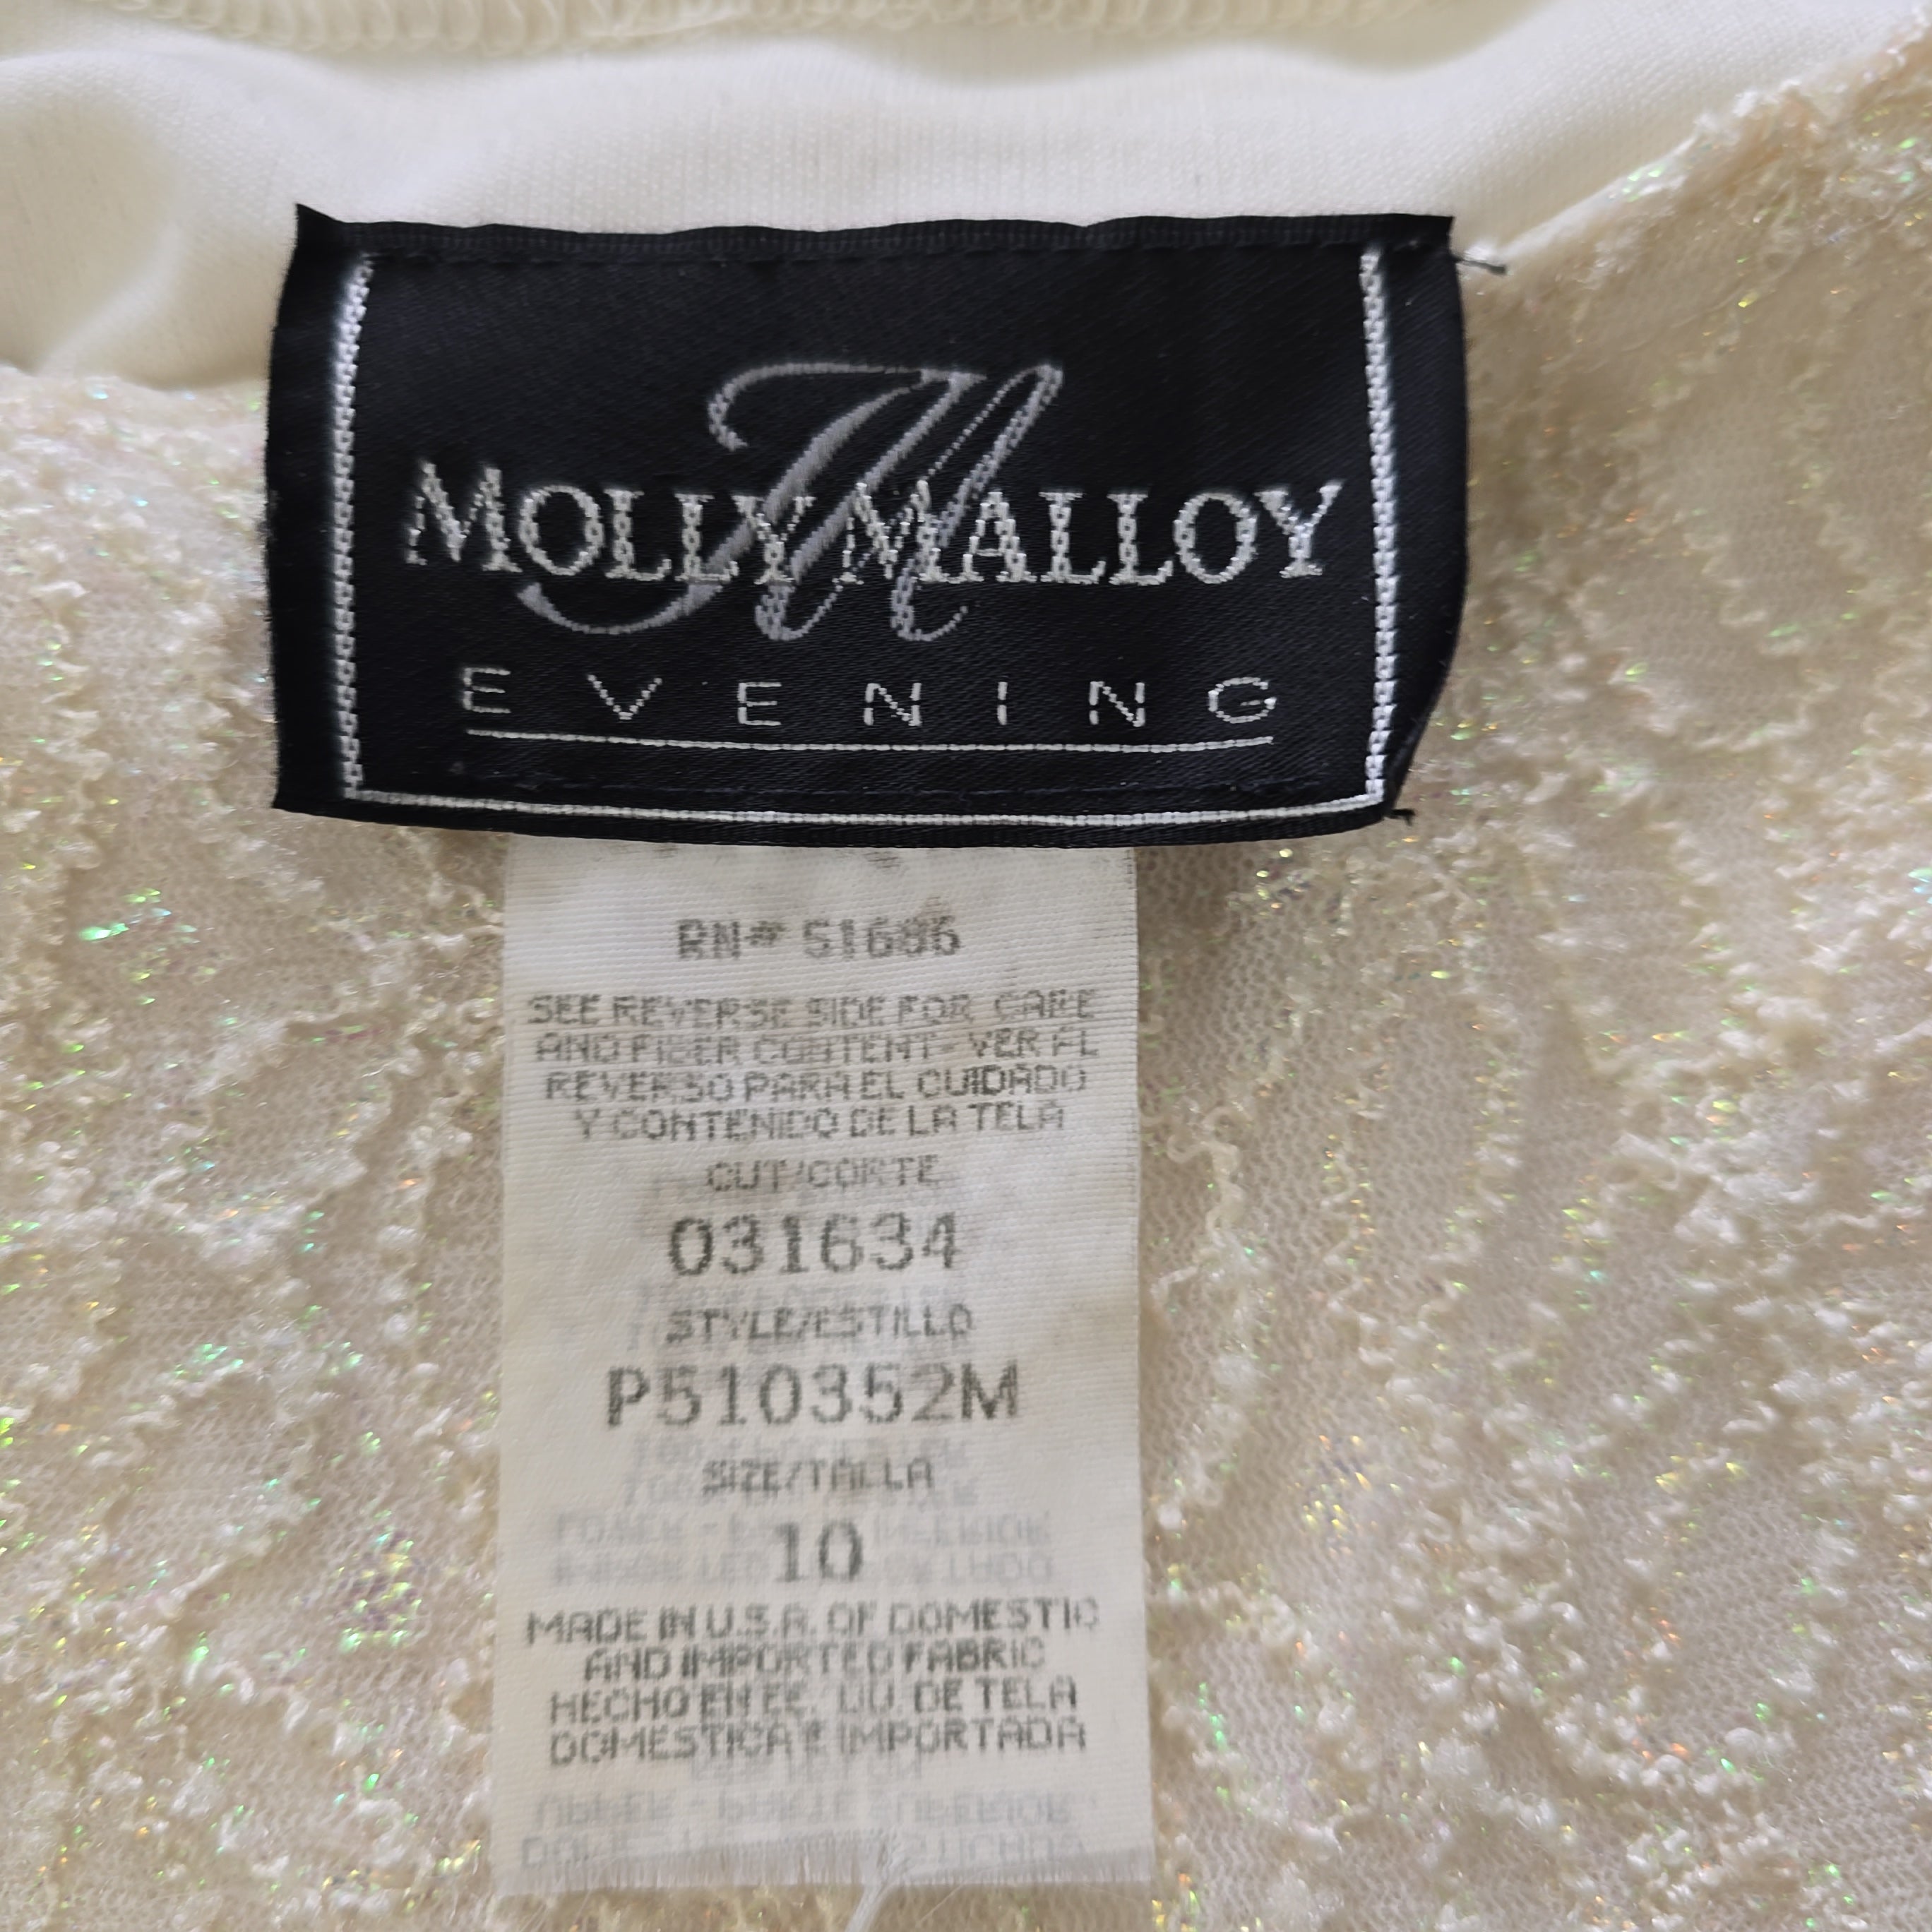 M
MOLLY MALLOY
EVENING
RN# 51686
SEE REVERSE SIDE FOR CARE
AND FIBER CONTENT- VER EL
REVERSO PARA EL CUIDADO
Y CONTENIDO DE LA TELA
CUT/CORTE
031634
STYLE/ESTILLO
P510352M
SIZE/TALLA
10
MADE IN U.S.A. OF DOMESTIC
AND IMPORTED FABRIC
HECHO EN EE. UU. DE TELA
DOMESTICA E IMPORTADA